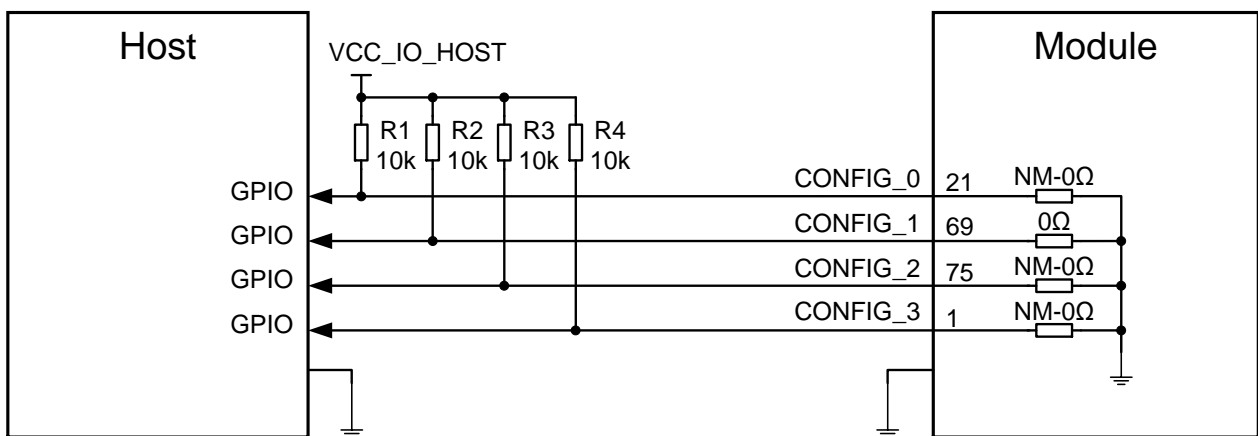 Host
Module
VCC_IO_HOST
R1 R2 R3 R4
10k 10k 10k 10k
GPIO CONFIG_0 21 NM-0Ω
GPIO CONFIG_1 69 0Ω
GPIO CONFIG_2 75 NM-0Ω
GPIO CONFIG_3 1 NM-0Ω